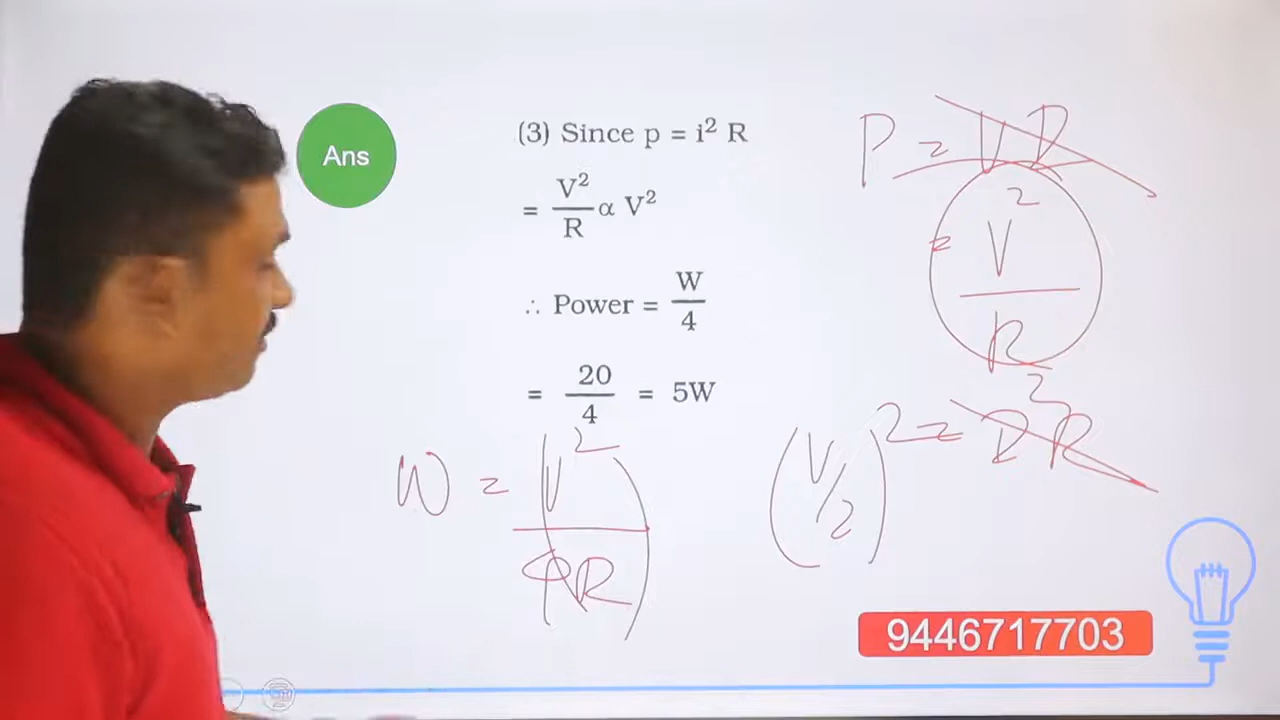 Ans
(3) Since p = i² R
= V²/R ∝ V²
∴ Power = W/4
= 20/4 = 5W
P = V
= V²/R
W = V²/ R
(V/2)² = R
9446717703